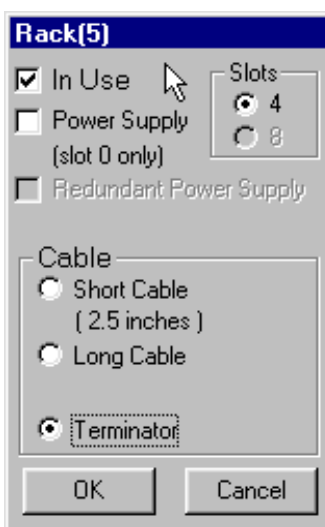 Rack(5)
In Use
Slots
4
Power Supply
(slot 0 only)
8
Redundant Power Supply
Cable
Short Cable
( 2.5 inches )
Long Cable
Terminator
OK
Cancel